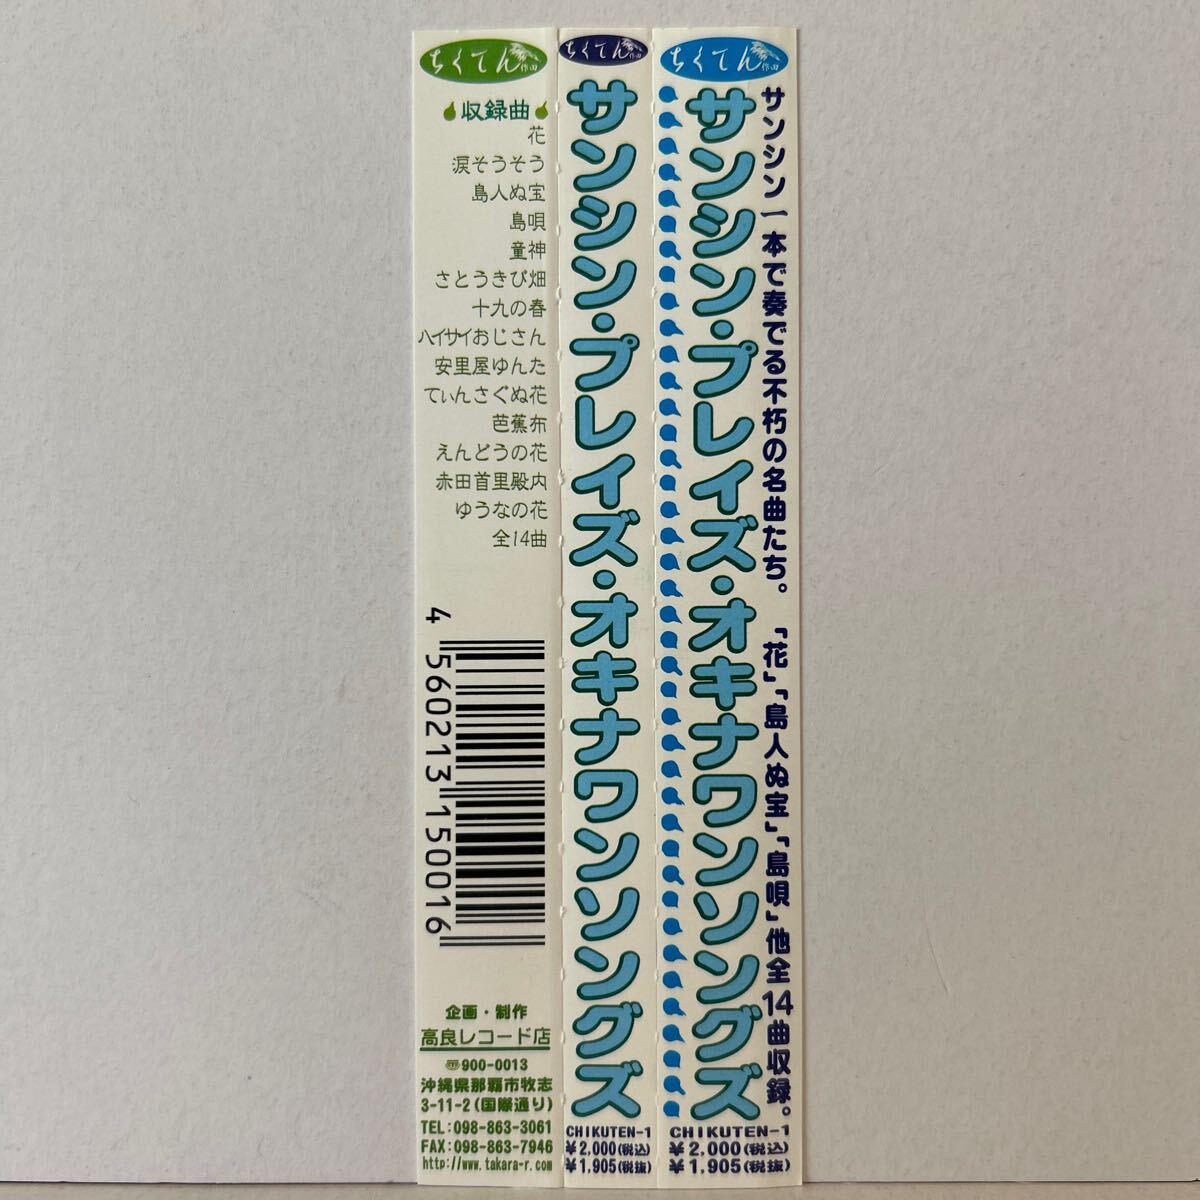 ちくてん
作田
収録曲
花
涙そうそう
島人ぬ宝
島唄
童神
さとうきび畑
十九の春
ハイサイおじさん
安里屋ゆんた
てぃんさぐぬ花
芭蕉布
えんどうの花
赤田首里殿内
ゆうなの花
全14曲
4 560213 150016
企画・制作
高良レコード店
〒900-0013
沖縄県那覇市牧志
3-11-2(国際通り)
TEL:098-863-3061
FAX:098-863-7946
http://www.takara-r.com
ちくてん
作田
サンシン・プレイズ・オキナワンソングズ
CHIKUTEN-1
¥2,000(税込)
¥1,905(税抜)
ちくてん
作田
サンシン一本で奏でる不朽の名曲たち。「花」「島人ぬ宝」「島唄」他全14曲収録。
サンシン・プレイズ・オキナワンソングズ
CHIKUTEN-1
¥2,000(税込)
¥1,905(税抜)